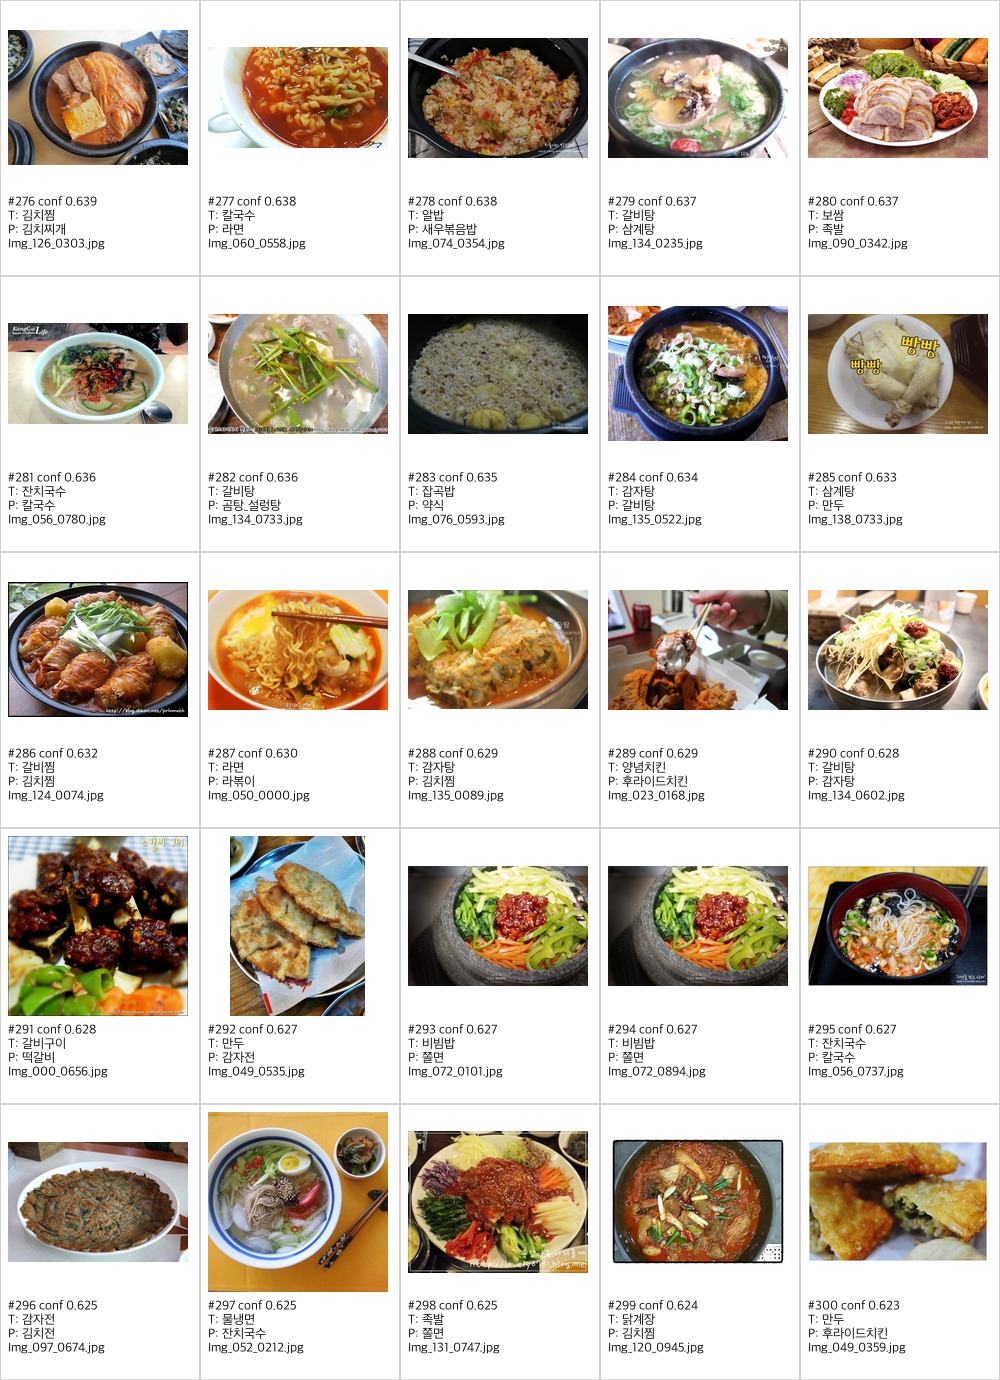 #276 conf 0.639
T: 김치찜
P: 김치찌개
Img_126_0303.jpg
#277 conf 0.638
T: 칼국수
P: 라면
Img_060_0558.jpg
#278 conf 0.638
T: 알밥
P: 새우볶음밥
Img_074_0354.jpg
#279 conf 0.637
T: 갈비탕
P: 삼계탕
Img_134_0235.jpg
#280 conf 0.637
T: 보쌈
P: 족발
Img_090_0342.jpg
KangGu Life
#281 conf 0.636
T: 잔치국수
P: 칼국수
Img_056_0780.jpg
#282 conf 0.636
T: 갈비탕
P: 곰탕_설렁탕
Img_134_0733.jpg
#283 conf 0.635
T: 잡곡밥
P: 약식
Img_076_0593.jpg
#284 conf 0.634
T: 감자탕
P: 갈비탕
Img_135_0522.jpg
빵빵
빵빵
#285 conf 0.633
T: 삼계탕
P: 만두
Img_138_0733.jpg
#286 conf 0.632
T: 갈비찜
P: 김치찜
Img_124_0074.jpg
#287 conf 0.630
T: 라면
P: 라볶이
Img_050_0000.jpg
#288 conf 0.629
T: 감자탕
P: 김치찜
Img_135_0089.jpg
#289 conf 0.629
T: 양념치킨
P: 후라이드치킨
Img_023_0168.jpg
#290 conf 0.628
T: 갈비탕
P: 감자탕
Img_134_0602.jpg
#291 conf 0.628
T: 갈비구이
P: 떡갈비
Img_000_0656.jpg
#292 conf 0.627
T: 만두
P: 감자전
Img_049_0535.jpg
#293 conf 0.627
T: 비빔밥
P: 쫄면
Img_072_0101.jpg
#294 conf 0.627
T: 비빔밥
P: 쫄면
Img_072_0894.jpg
#295 conf 0.627
T: 잔치국수
P: 칼국수
Img_056_0737.jpg
#296 conf 0.625
T: 감자전
P: 김치전
Img_097_0674.jpg
#297 conf 0.625
T: 물냉면
P: 잔치국수
Img_052_0212.jpg
#298 conf 0.625
T: 족발
P: 쫄면
Img_131_0747.jpg
#299 conf 0.624
T: 닭계장
P: 김치찜
Img_120_0945.jpg
#300 conf 0.623
T: 만두
P: 후라이드치킨
Img_049_0359.jpg